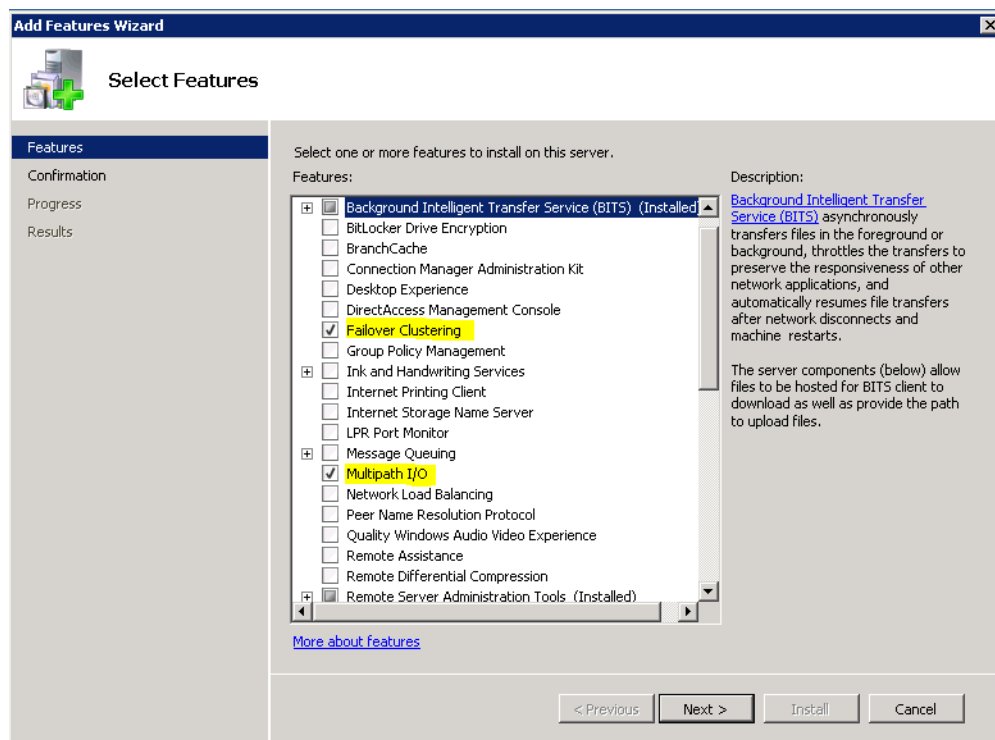 Add Features Wizard
Select Features
Features
Confirmation
Progress
Results
Select one or more features to install on this server.
Features:
Background Intelligent Transfer Service (BITS) (Installed)
BitLocker Drive Encryption
BranchCache
Connection Manager Administration Kit
Desktop Experience
DirectAccess Management Console
Failover Clustering
Group Policy Management
Ink and Handwriting Services
Internet Printing Client
Internet Storage Name Server
LPR Port Monitor
Message Queuing
Multipath I/O
Network Load Balancing
Peer Name Resolution Protocol
Quality Windows Audio Video Experience
Remote Assistance
Remote Differential Compression
Remote Server Administration Tools (Installed)
More about features
Description:
Background Intelligent Transfer
Service (BITS) asynchronously
transfers files in the foreground or
background, throttles the transfers to
preserve the responsiveness of other
network applications, and
automatically resumes file transfers
after network disconnects and
machine restarts.
The server components (below) allow
files to be hosted for BITS client to
download as well as provide the path
to upload files.
< Previous
Next >
Install
Cancel